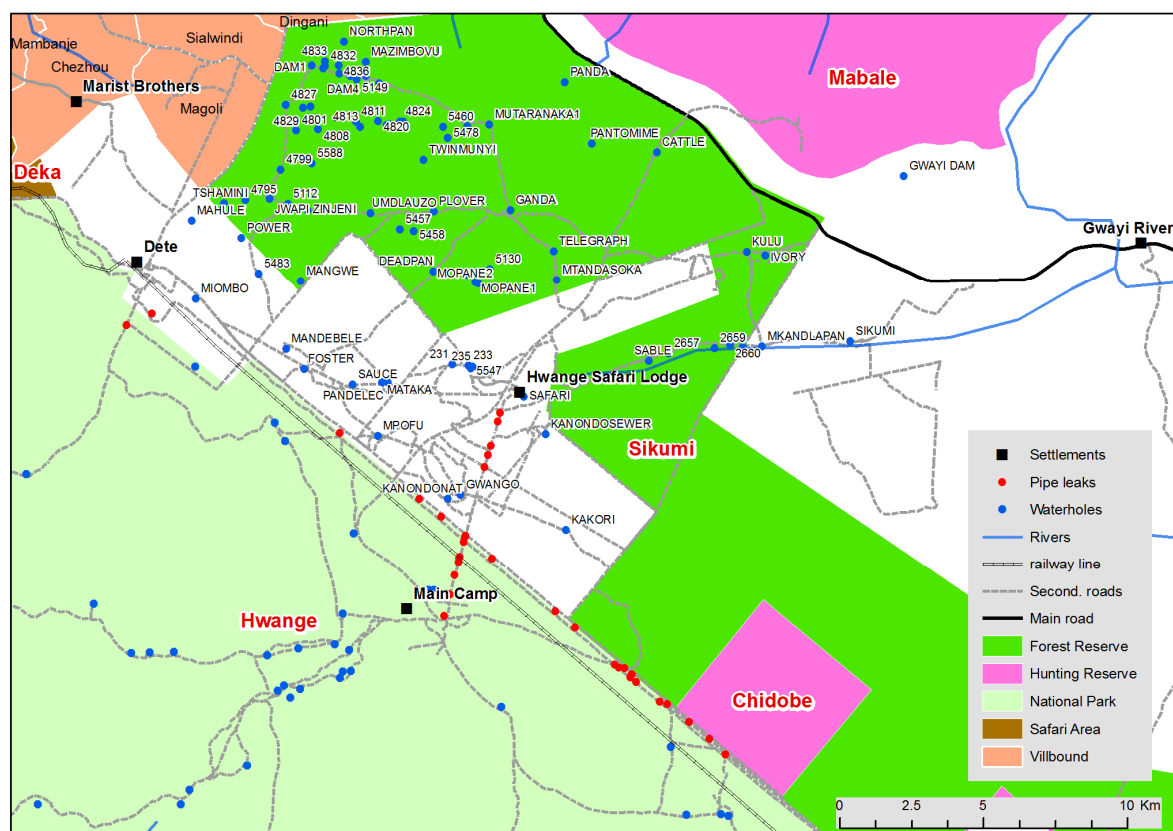 Dingani
NORTHPAN
Mambanje
Sialwindi
4833
4832
MAZIMBOVU
Chezhou
DAM1
4836
PANDA
Mabale
Marist Brothers
DAM4
5149
4827
Magoli
4829
4801
4813
4811
4824
5460
MUTARANAKA1
4808
4820
5478
PANTOMIME
CATTLE
5588
TWINMUNYI
4799
GWAYI DAM
Deka
TSHAMINI
4795
5112
MAHULE
JWAPI
ZINJENI
UMDLAUZO
PLOVER
GANDA
POWER
5457
5458
Gwayi River
Dete
TELEGRAPH
KULU
IVORY
DEADPAN
5130
5483
MANGWE
MOPANE2
MTANDASOKA
MOPANE1
MIOMBO
MANDEBELE
2657
2659
MKANDLAPAN
SIKUMI
2660
FOSTER
231
235
233
SABLE
5547
SAUCE
Hwange Safari Lodge
PANDELEC
MATAKA
SAFARI
MPOFU
KANONDOSEWER
Sikumi
KANONDONAT
GWANGO
KAKORI
Main Camp
Hwange
Chidobe
Settlements
Pipe leaks
Waterholes
Rivers
railway line
Second. roads
Main road
Forest Reserve
Hunting Reserve
National Park
Safari Area
Villbound
0 2.5 5 10 Km